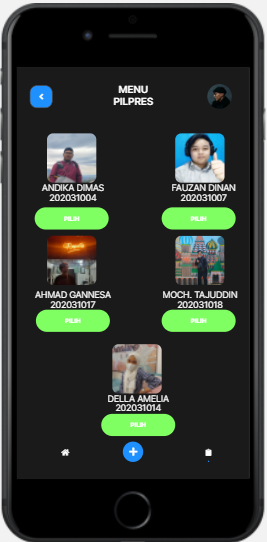 MENU
PILPRES
ANDIKA DIMAS
202031004
FAUZAN DINAN
202031007
PILIH
PILIH
AHMAD GANNESA
202031017
MOCH. TAJUDDIN
202031018
PILIH
PILIH
DELLA AMELIA
202031014
PILIH